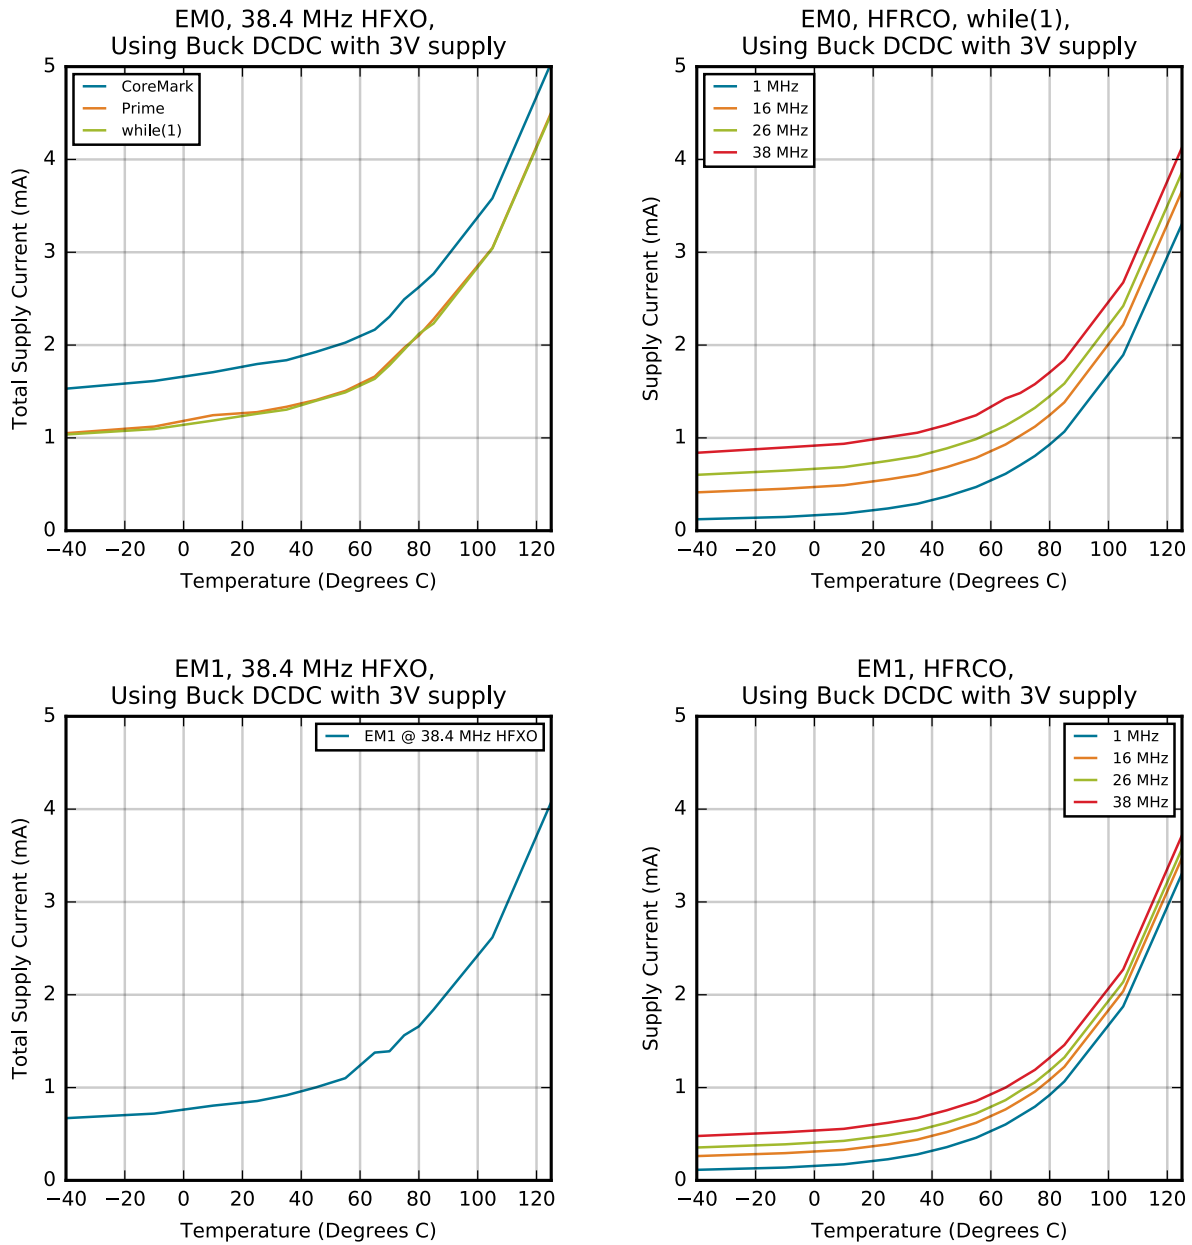 EM0, 38.4 MHz HFXO,
Using Buck DCDC with 3V supply
Total Supply Current (mA)
5
4
3
2
1
0
CoreMark
Prime
while(1)
−40 −20 0 20 40 60 80 100 120
Temperature (Degrees C)
EM0, HFRCO, while(1),
Using Buck DCDC with 3V supply
Supply Current (mA)
5
4
3
2
1
0
1 MHz
16 MHz
26 MHz
38 MHz
−40 −20 0 20 40 60 80 100 120
Temperature (Degrees C)
EM1, 38.4 MHz HFXO,
Using Buck DCDC with 3V supply
Total Supply Current (mA)
5
4
3
2
1
0
EM1 @ 38.4 MHz HFXO
−40 −20 0 20 40 60 80 100 120
Temperature (Degrees C)
EM1, HFRCO,
Using Buck DCDC with 3V supply
Supply Current (mA)
5
4
3
2
1
0
1 MHz
16 MHz
26 MHz
38 MHz
−40 −20 0 20 40 60 80 100 120
Temperature (Degrees C)